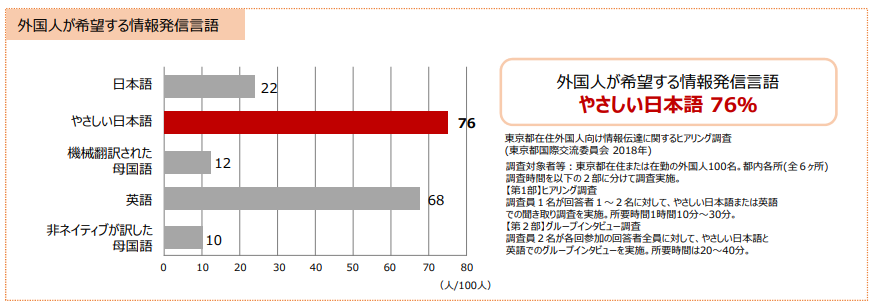 外国人が希望する情報発信言語
日本語
22
やさしい日本語
76
機械翻訳された
母国語
12
英語
68
非ネイティブが訳した
母国語
10
0 10 20 30 40 50 60 70 80
（人/100人）
外国人が希望する情報発信言語
やさしい日本語 76%
東京都在住外国人向け情報伝達に関するヒアリング調査
(東京都国際交流委員会 2018年)
調査対象者等：東京都在住または在勤の外国人100名。都内各所(全６ヶ所)
調査時間を以下の２部に分けて調査実施。
【第1部】ヒアリング調査
調査員１名が回答者１～２名に対して、やさしい日本語または英語
での聞き取り調査を実施。所要時間1時間10分～30分。
【第２部】グループインタビュー調査
調査員２名が各回参加の回答者全員に対して、やさしい日本語と
英語でのグループインタビューを実施。所要時間は20～40分。